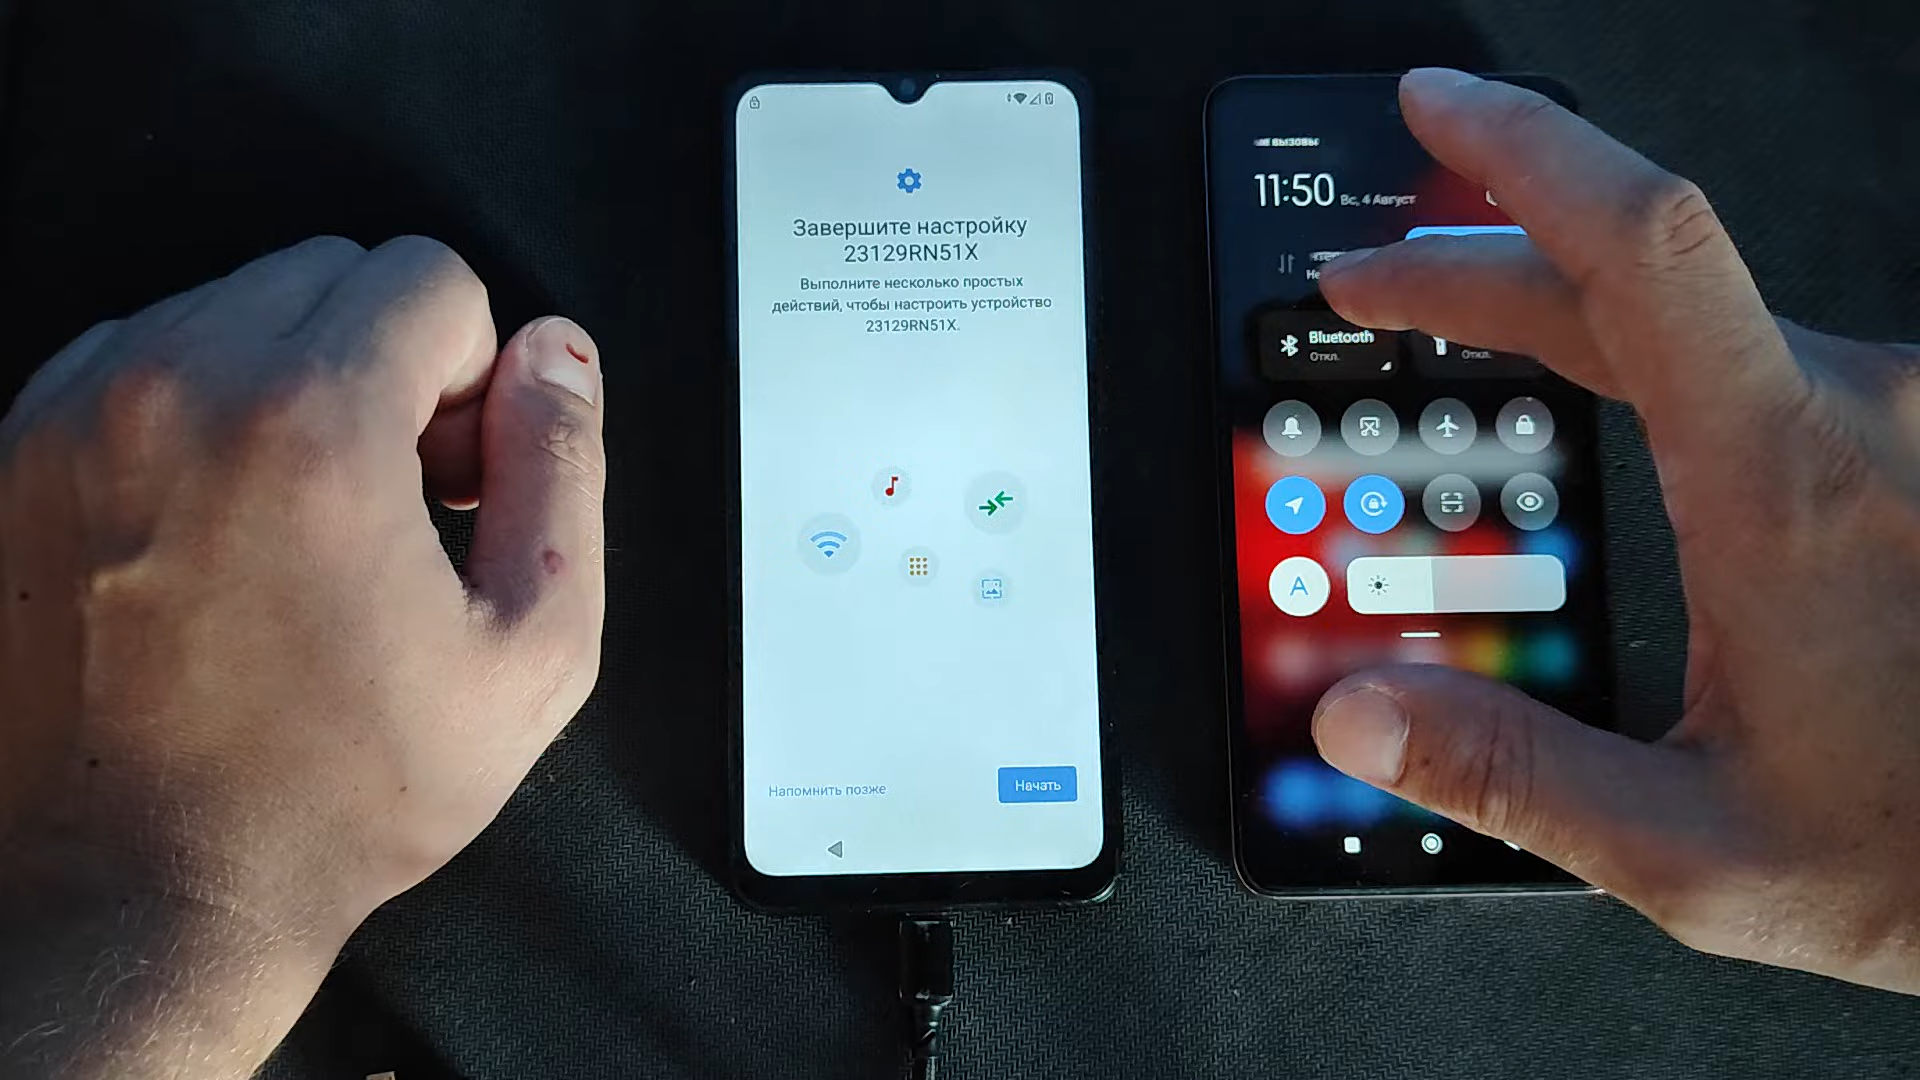 Завершите настройку
23129RN51X
Выполните несколько простых
действий, чтобы настроить устройство
23129RN51X.
Напомнить позже
Начать
вызовы
11:50 Вс, 4 Август
Bluetooth
Откл.
Откл.
A